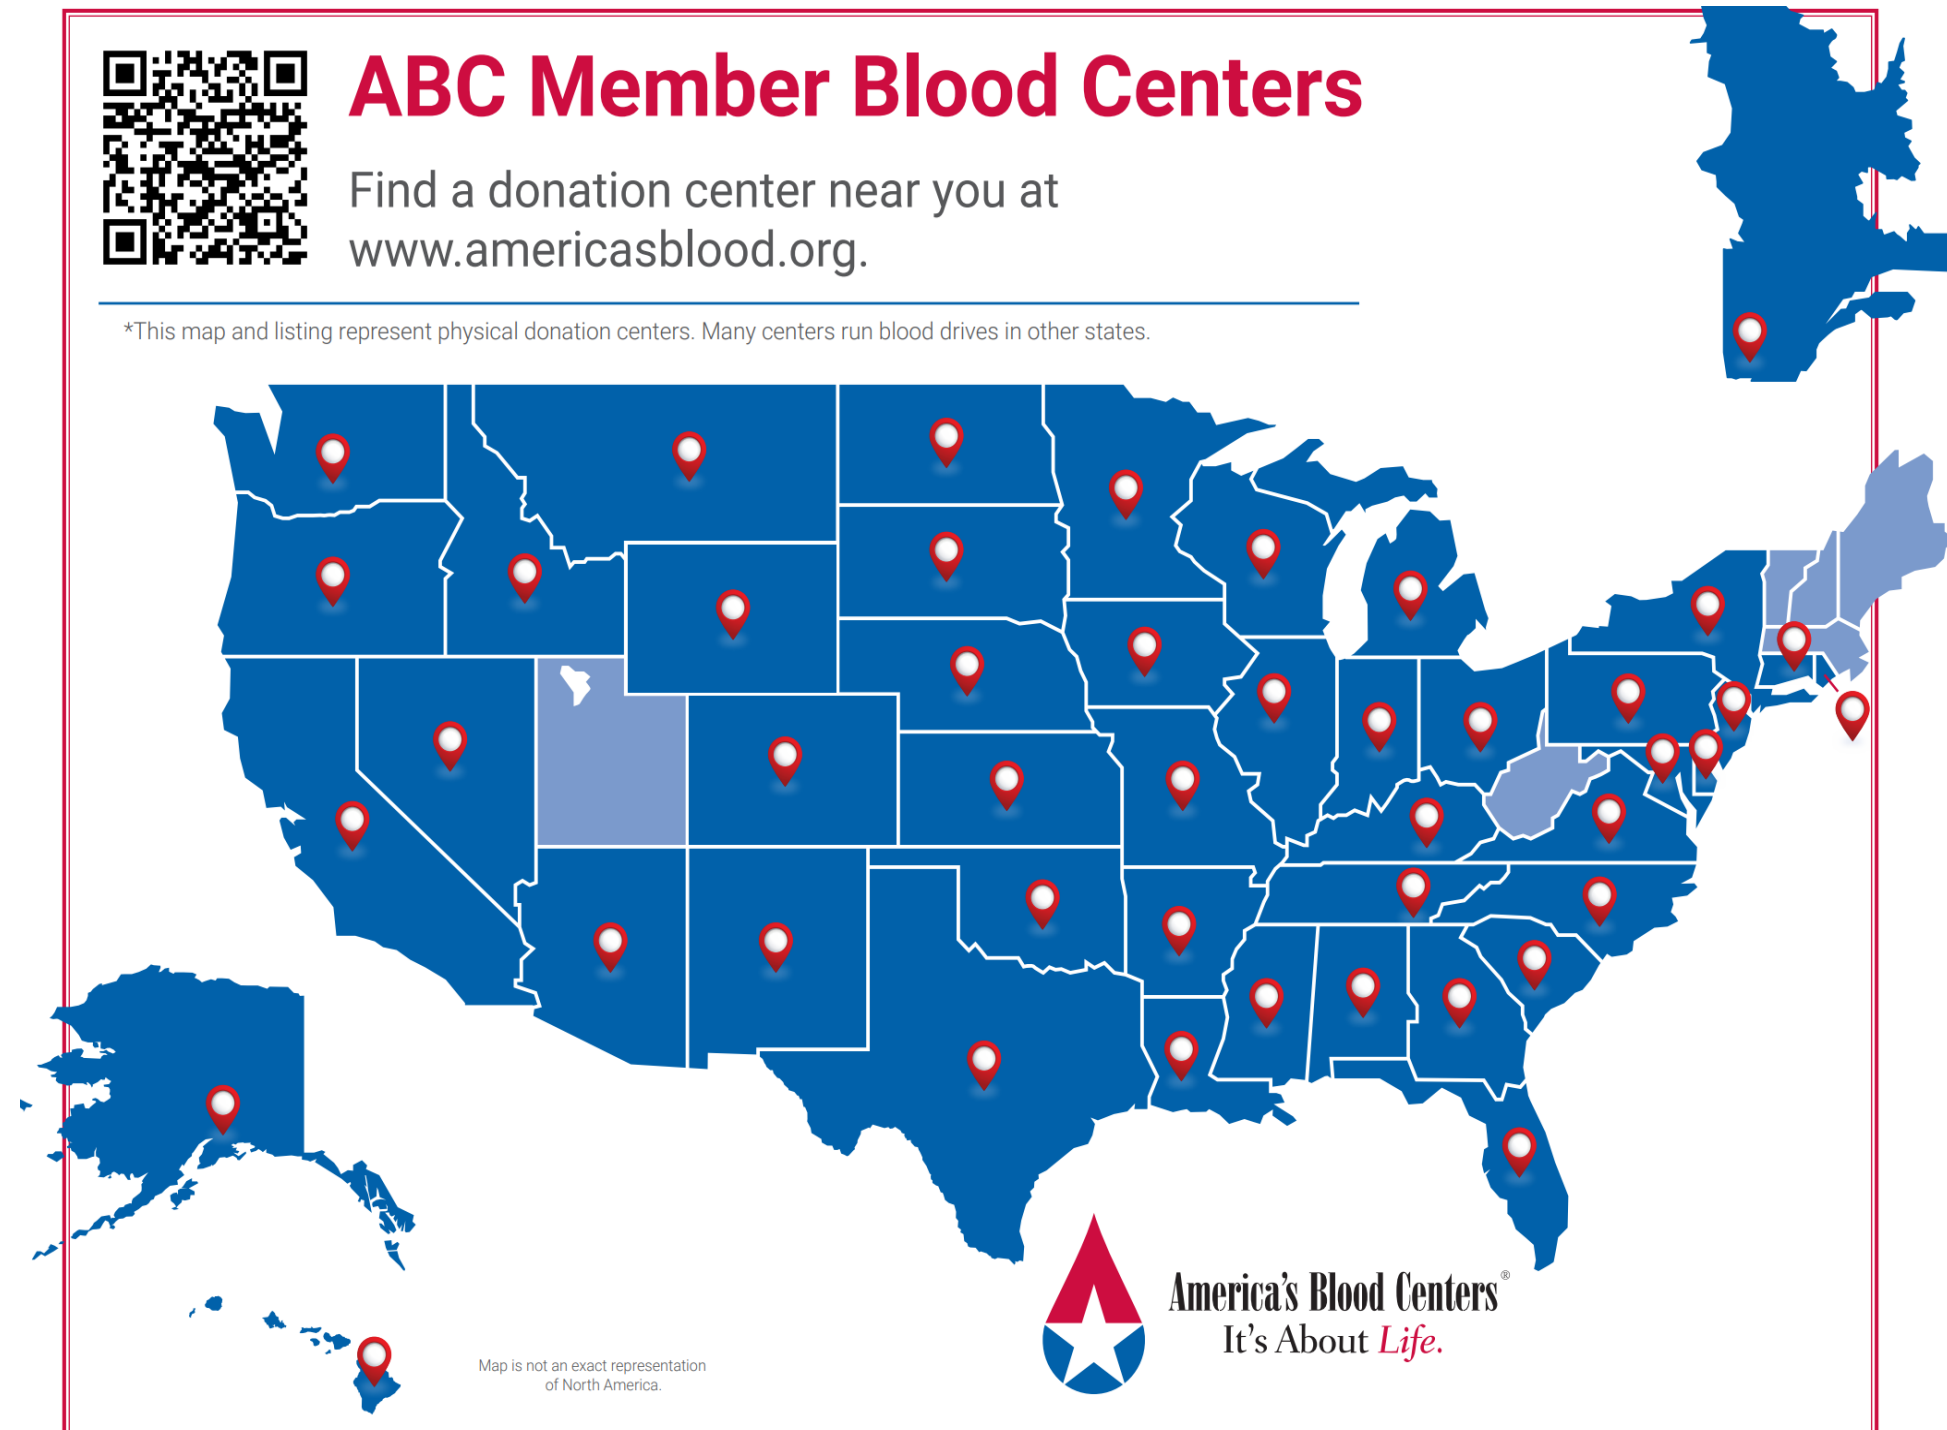 ABC Member Blood Centers
Find a donation center near you at
www.americasblood.org.
*This map and listing represent physical donation centers. Many centers run blood drives in other states.
America's Blood Centers®
It's About Life.
Map is not an exact representation
of North America.